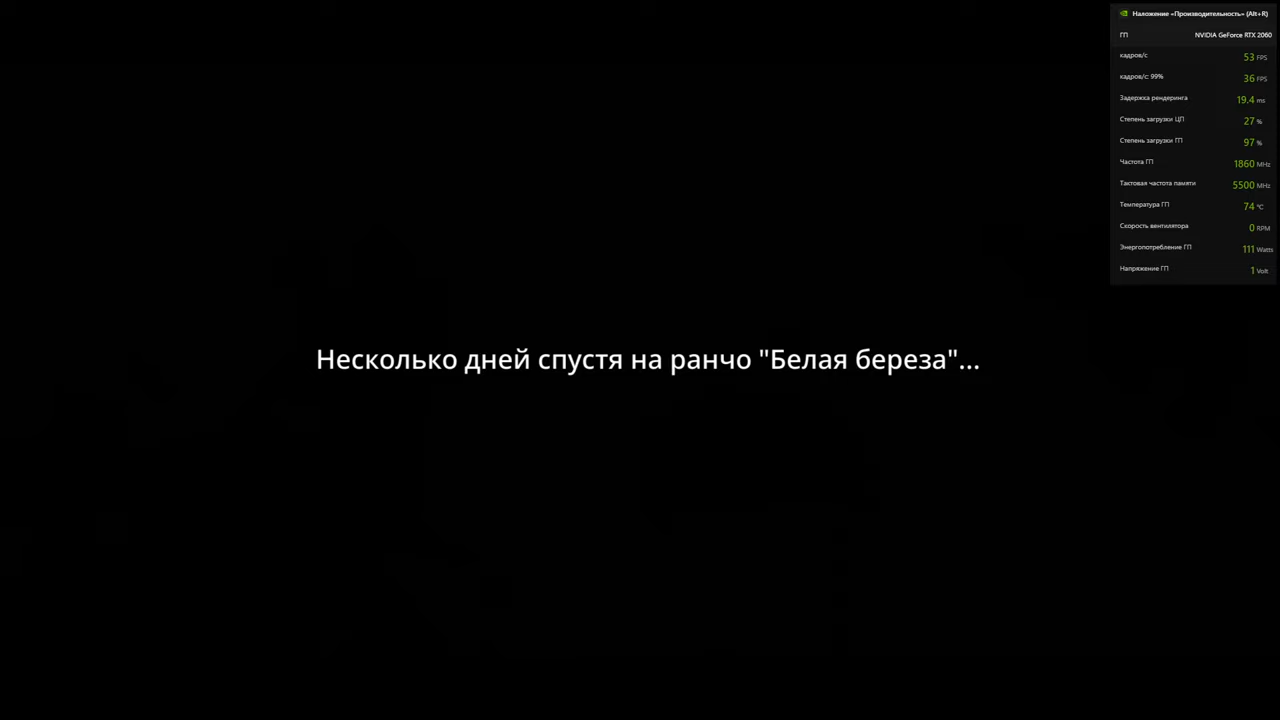 Наложение «Производительность» (Alt+R)
ГП NVIDIA GeForce RTX 2060
кадров/с 53 FPS
кадров/с: 99% 36 FPS
Задержка рендеринга 19.4 ms
Степень загрузки ЦП 27 %
Степень загрузки ГП 97 %
Частота ГП 1860 MHz
Тактовая частота памяти 5500 MHz
Температура ГП 74 °C
Скорость вентилятора 0 RPM
Энергопотребление ГП 111 Watts
Напряжение ГП 1 Volt
Несколько дней спустя на ранчо "Белая береза"...